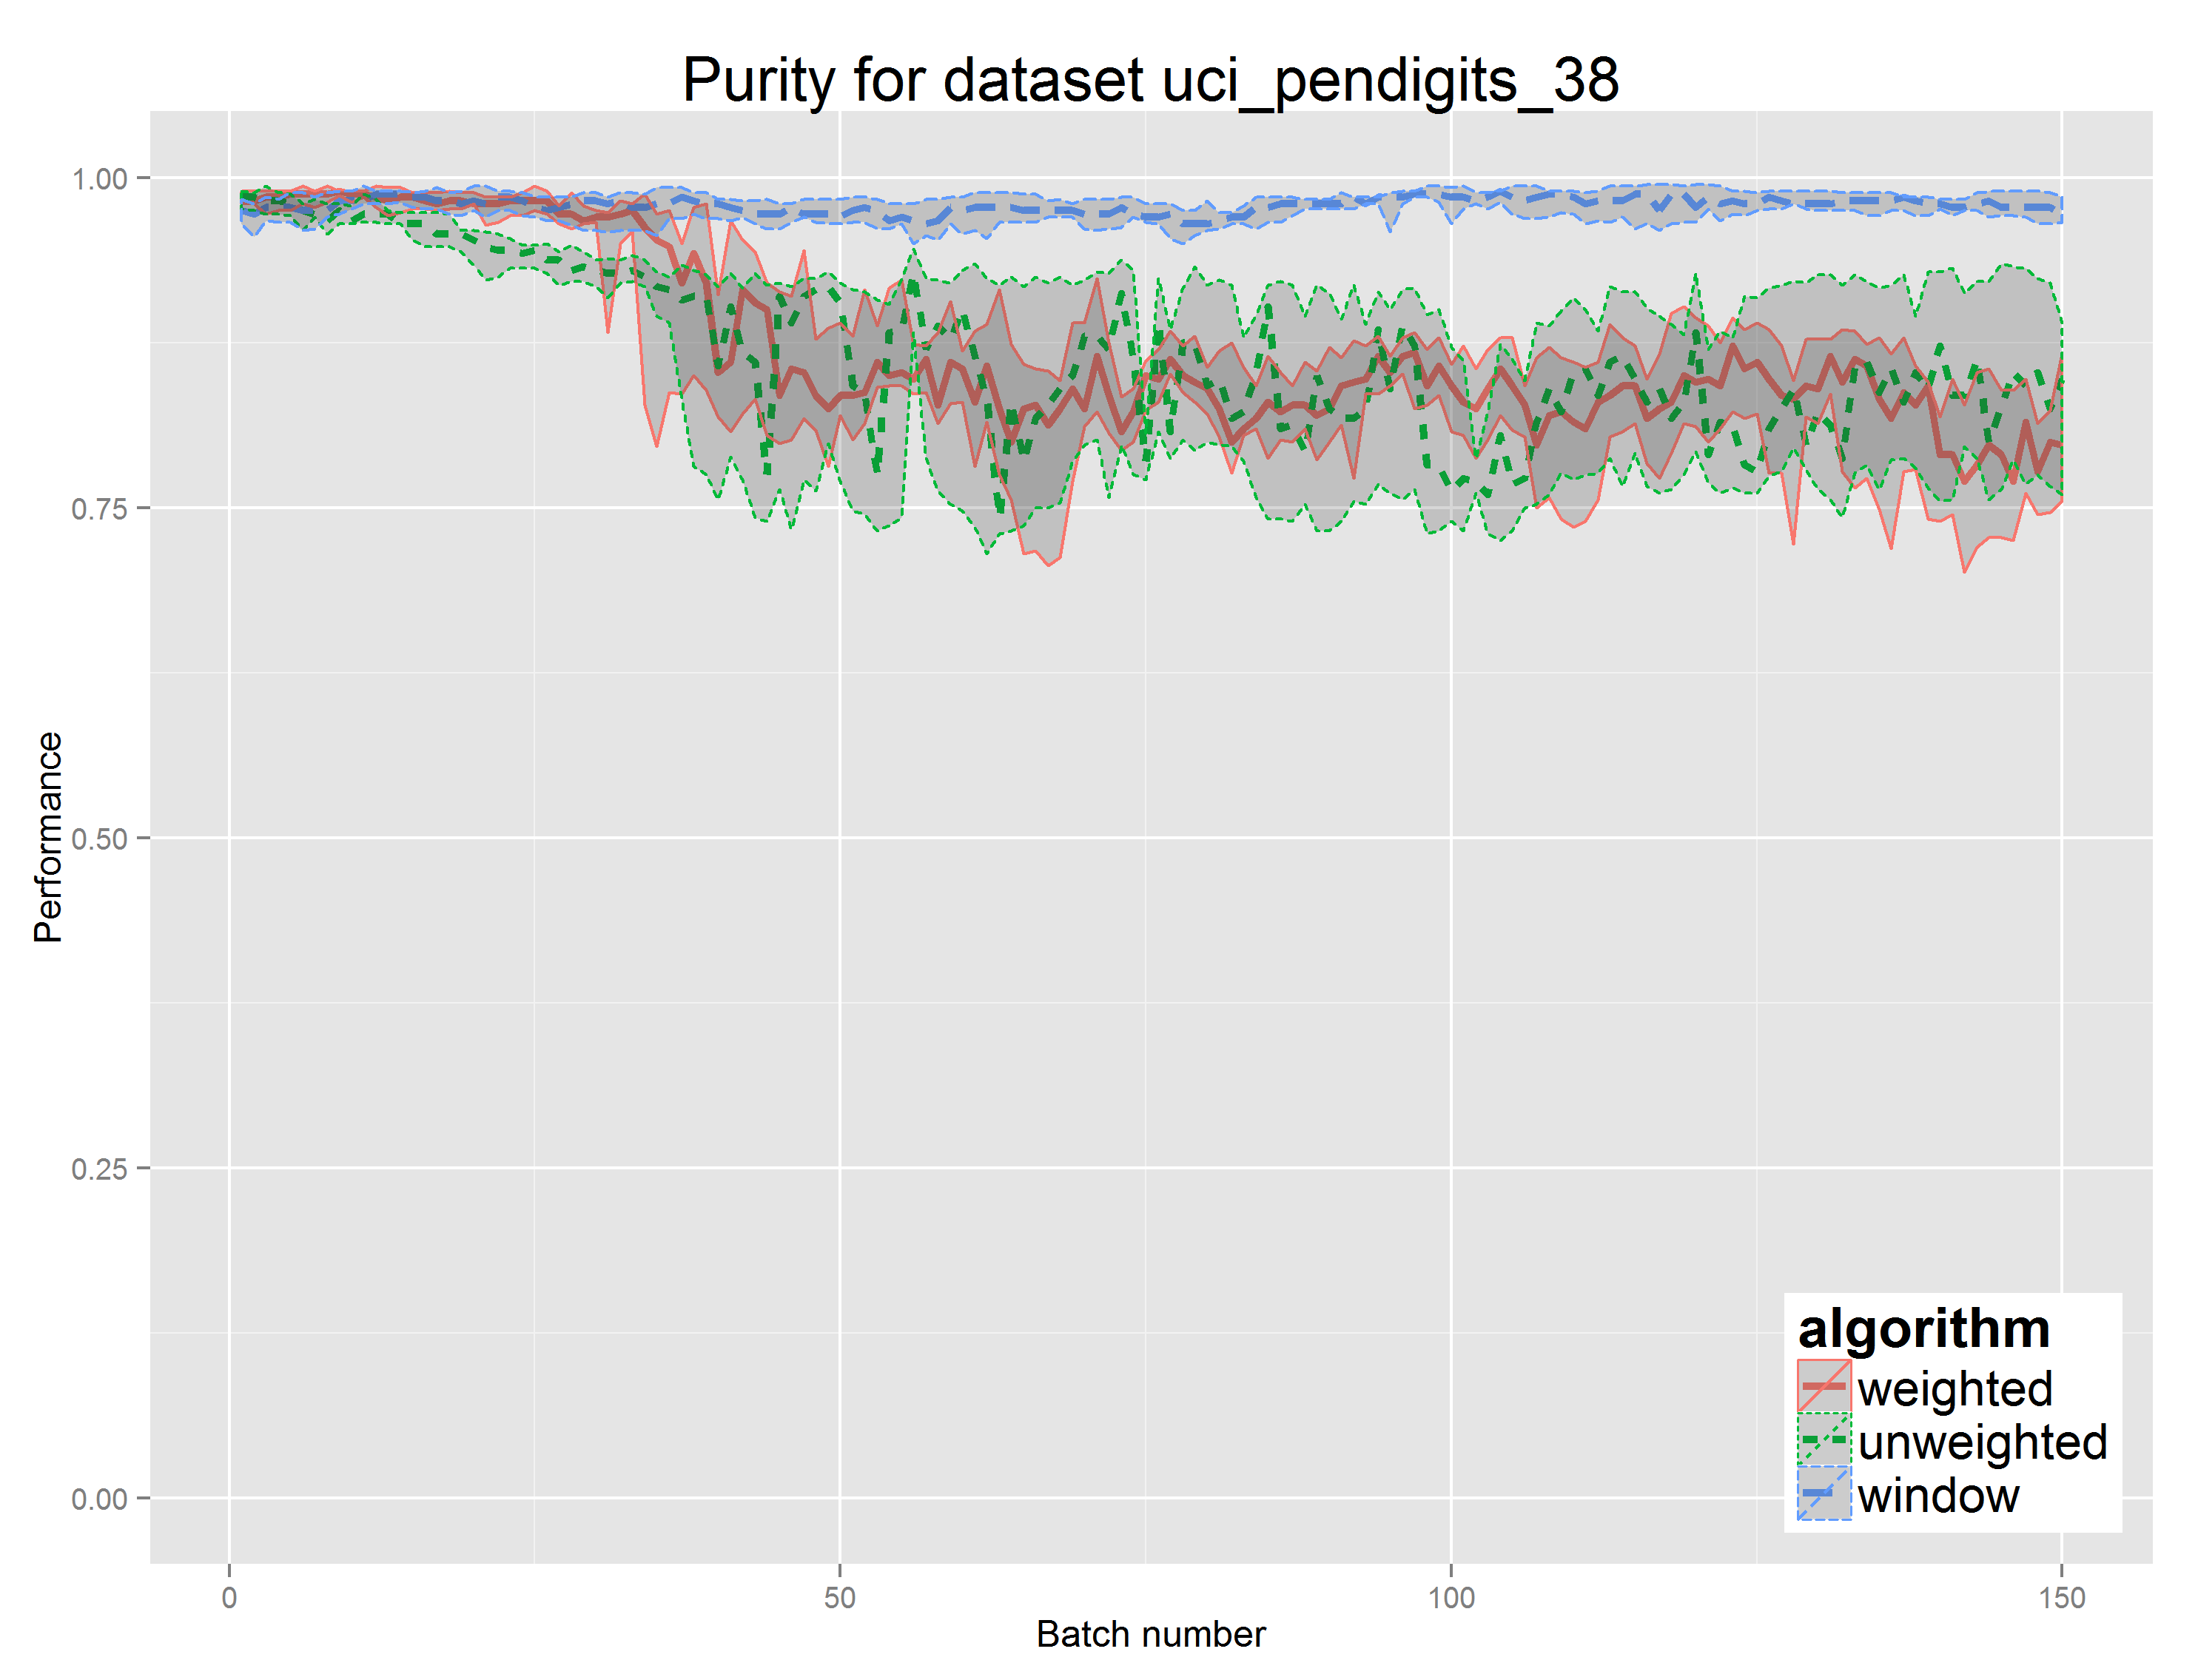 Purity for dataset uci_pendigits_38
1.00
0.75
0.50
0.25
0.00
Performance
0
50
100
150
Batch number
algorithm
weighted
unweighted
window